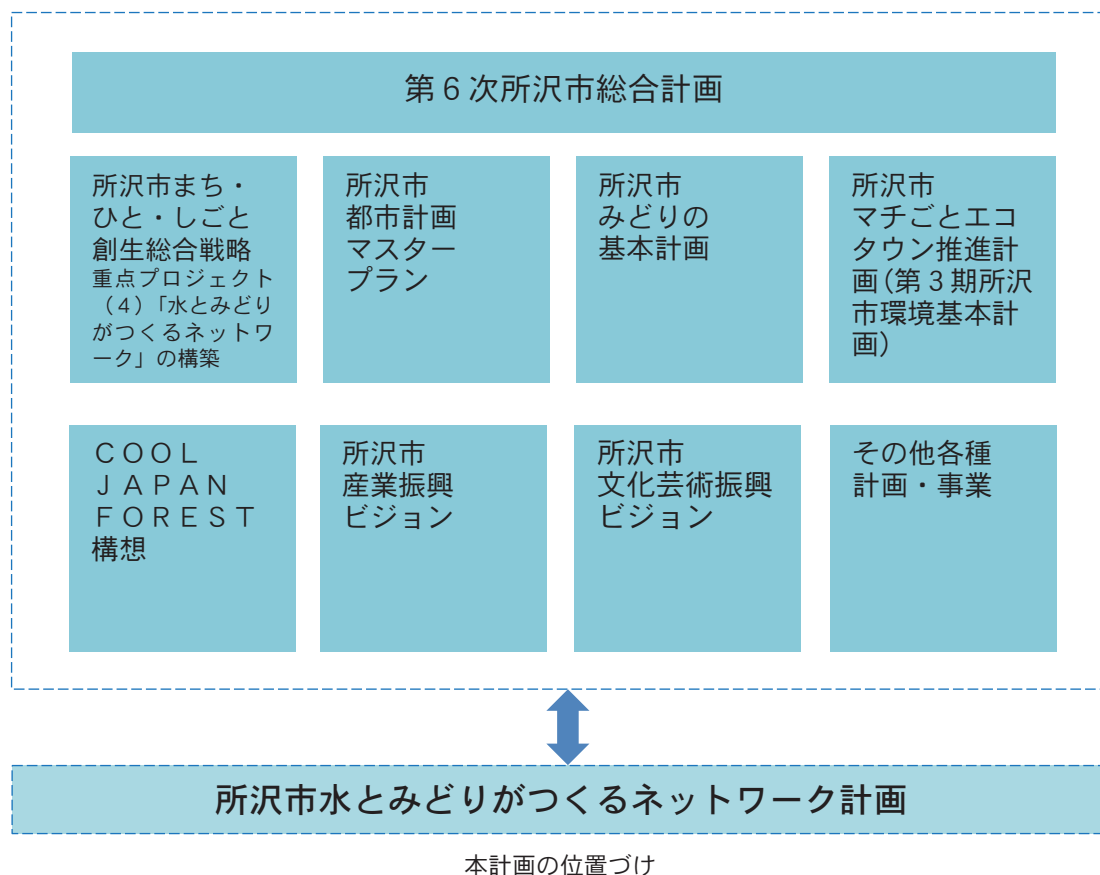 第6次所沢市総合計画
所沢市まち・
ひと・しごと
創生総合戦略
重点プロジェクト
（4）「水とみどり
がつくるネットワ
ーク」の構築
所沢市
都市計画
マスター
プラン
所沢市
みどりの
基本計画
所沢市
マチごとエコ
タウン推進計
画(第3期所沢
市環境基本計
画)
ＣＯＯＬ
ＪＡＰＡＮ
ＦＯＲＥＳＴ
構想
所沢市
産業振興
ビジョン
所沢市
文化芸術振興
ビジョン
その他各種
計画・事業
所沢市水とみどりがつくるネットワーク計画
本計画の位置づけ